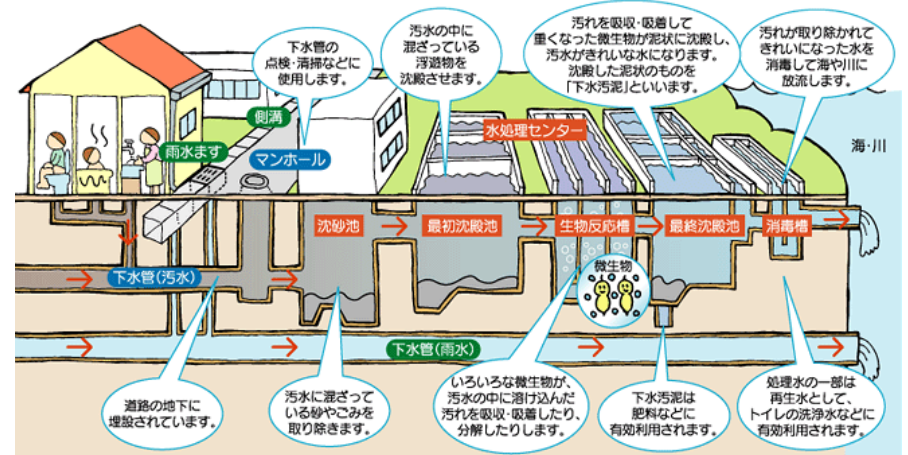 下水管の
点検・清掃などに
使用します。
汚水の中に
混ざっている
浮遊物を
沈殿させます。
汚れを吸収・吸着して
重くなった微生物が泥状に沈殿し、
汚水がきれいな水になります。
沈殿した泥状のものを
「下水汚泥」といいます。
汚れが取り除かれて
きれいになった水を
消毒して海や川に
放流します。
側溝
雨水ます
マンホール
水処理センター
海・川
沈砂池
最初沈殿池
生物反応槽
最終沈殿池
消毒槽
微生物
下水管(汚水)
下水管(雨水)
道路の地下に
埋設されています。
汚水に混ざって
いる砂やごみを
取り除きます。
いろいろな微生物が、
汚水の中に溶け込んだ
汚れを吸収・吸着したり、
分解したりします。
下水汚泥は
肥料などに
有効利用されます。
処理水の一部は
再生水として、
トイレの洗浄水などに
有効利用されます。